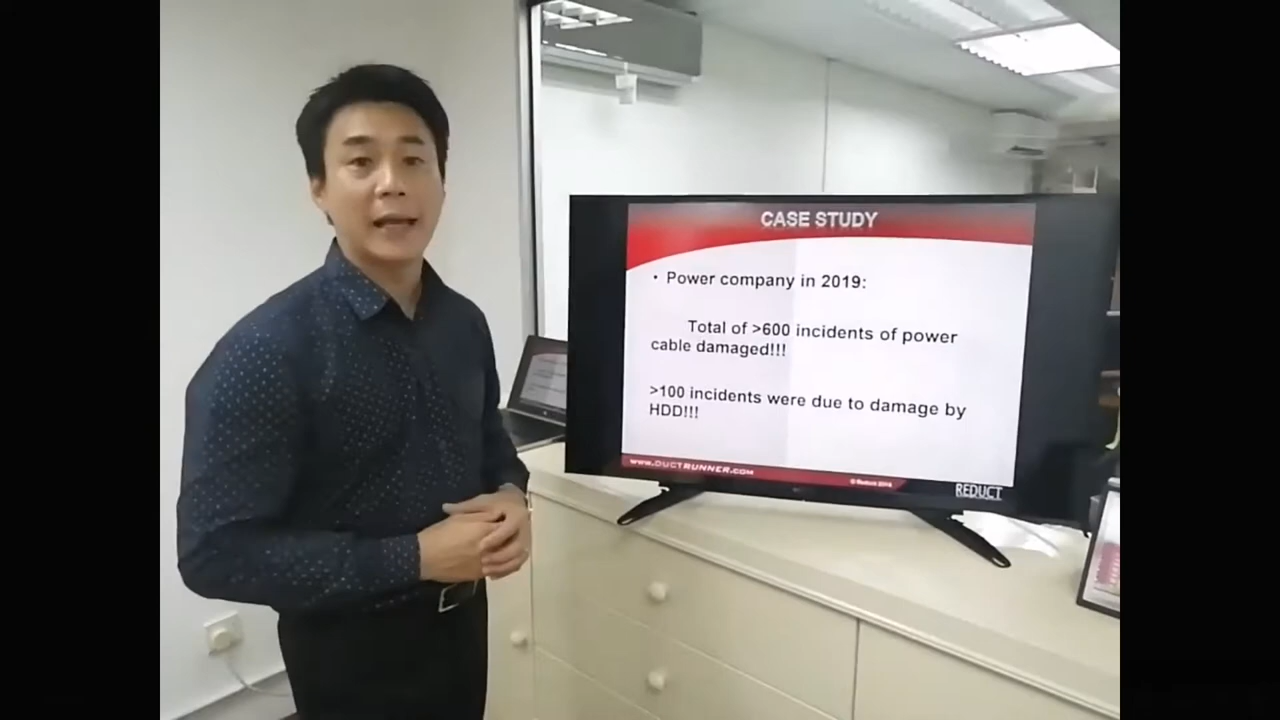 CASE STUDY
• Power company in 2019:
Total of >600 incidents of power
cable damaged!!!
>100 incidents were due to damage by
HDD!!!
www.DUCTRUNNER.COM
REDUCT